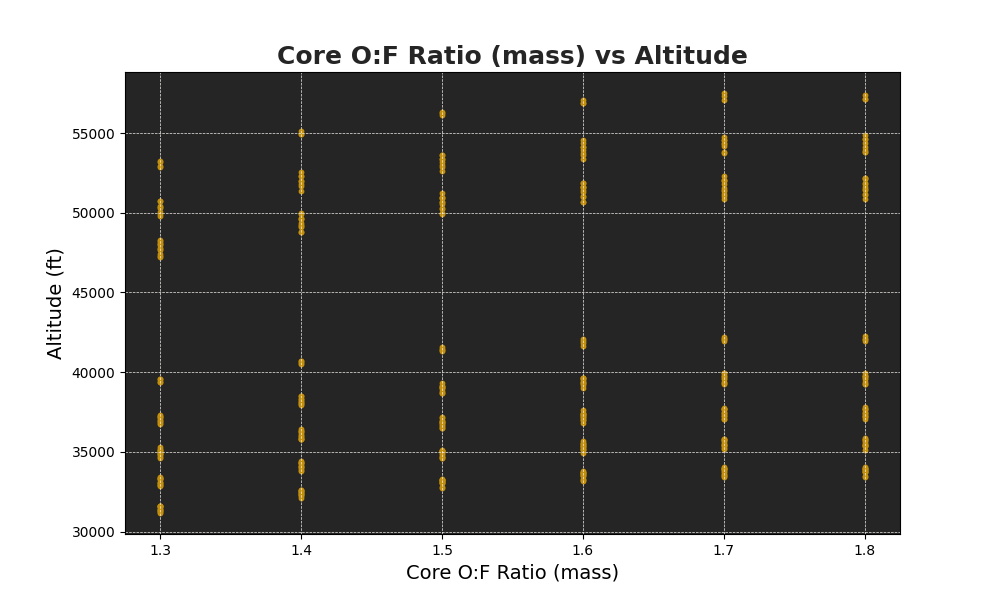 Core O:F Ratio (mass) vs Altitude
Altitude (ft)
55000
50000
45000
40000
35000
30000
1.3 1.4 1.5 1.6 1.7 1.8
Core O:F Ratio (mass)